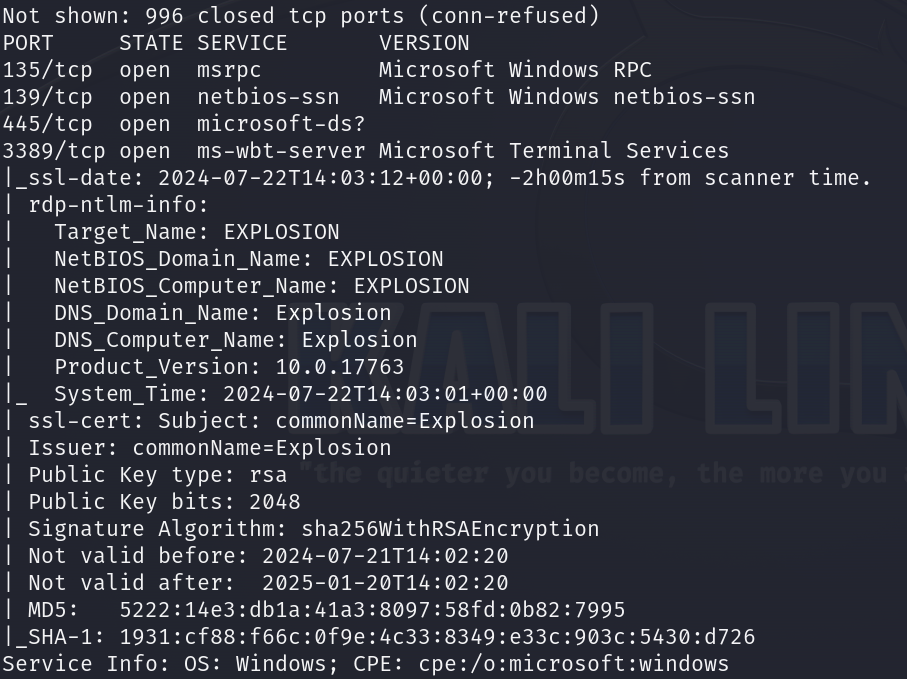 Not shown: 996 closed tcp ports (conn-refused)
PORT     STATE SERVICE       VERSION
135/tcp  open  msrpc         Microsoft Windows RPC
139/tcp  open  netbios-ssn   Microsoft Windows netbios-ssn
445/tcp  open  microsoft-ds?
3389/tcp open  ms-wbt-server Microsoft Terminal Services
|_ssl-date: 2024-07-22T14:03:12+00:00; -2h00m15s from scanner time.
| rdp-ntlm-info:
|   Target_Name: EXPLOSION
|   NetBIOS_Domain_Name: EXPLOSION
|   NetBIOS_Computer_Name: EXPLOSION
|   DNS_Domain_Name: Explosion
|   DNS_Computer_Name: Explosion
|   Product_Version: 10.0.17763
|_  System_Time: 2024-07-22T14:03:01+00:00
| ssl-cert: Subject: commonName=Explosion
| Issuer: commonName=Explosion
| Public Key type: rsa
| Public Key bits: 2048
| Signature Algorithm: sha256WithRSAEncryption
| Not valid before: 2024-07-21T14:02:20
| Not valid after:  2025-01-20T14:02:20
| MD5:   5222:14e3:db1a:41a3:8097:58fd:0b82:7995
|_SHA-1: 1931:cf88:f66c:0f9e:4c33:8349:e33c:903c:5430:d726
Service Info: OS: Windows; CPE: cpe:/o:microsoft:windows
KALI LIN
"the quieter you become, the more you a